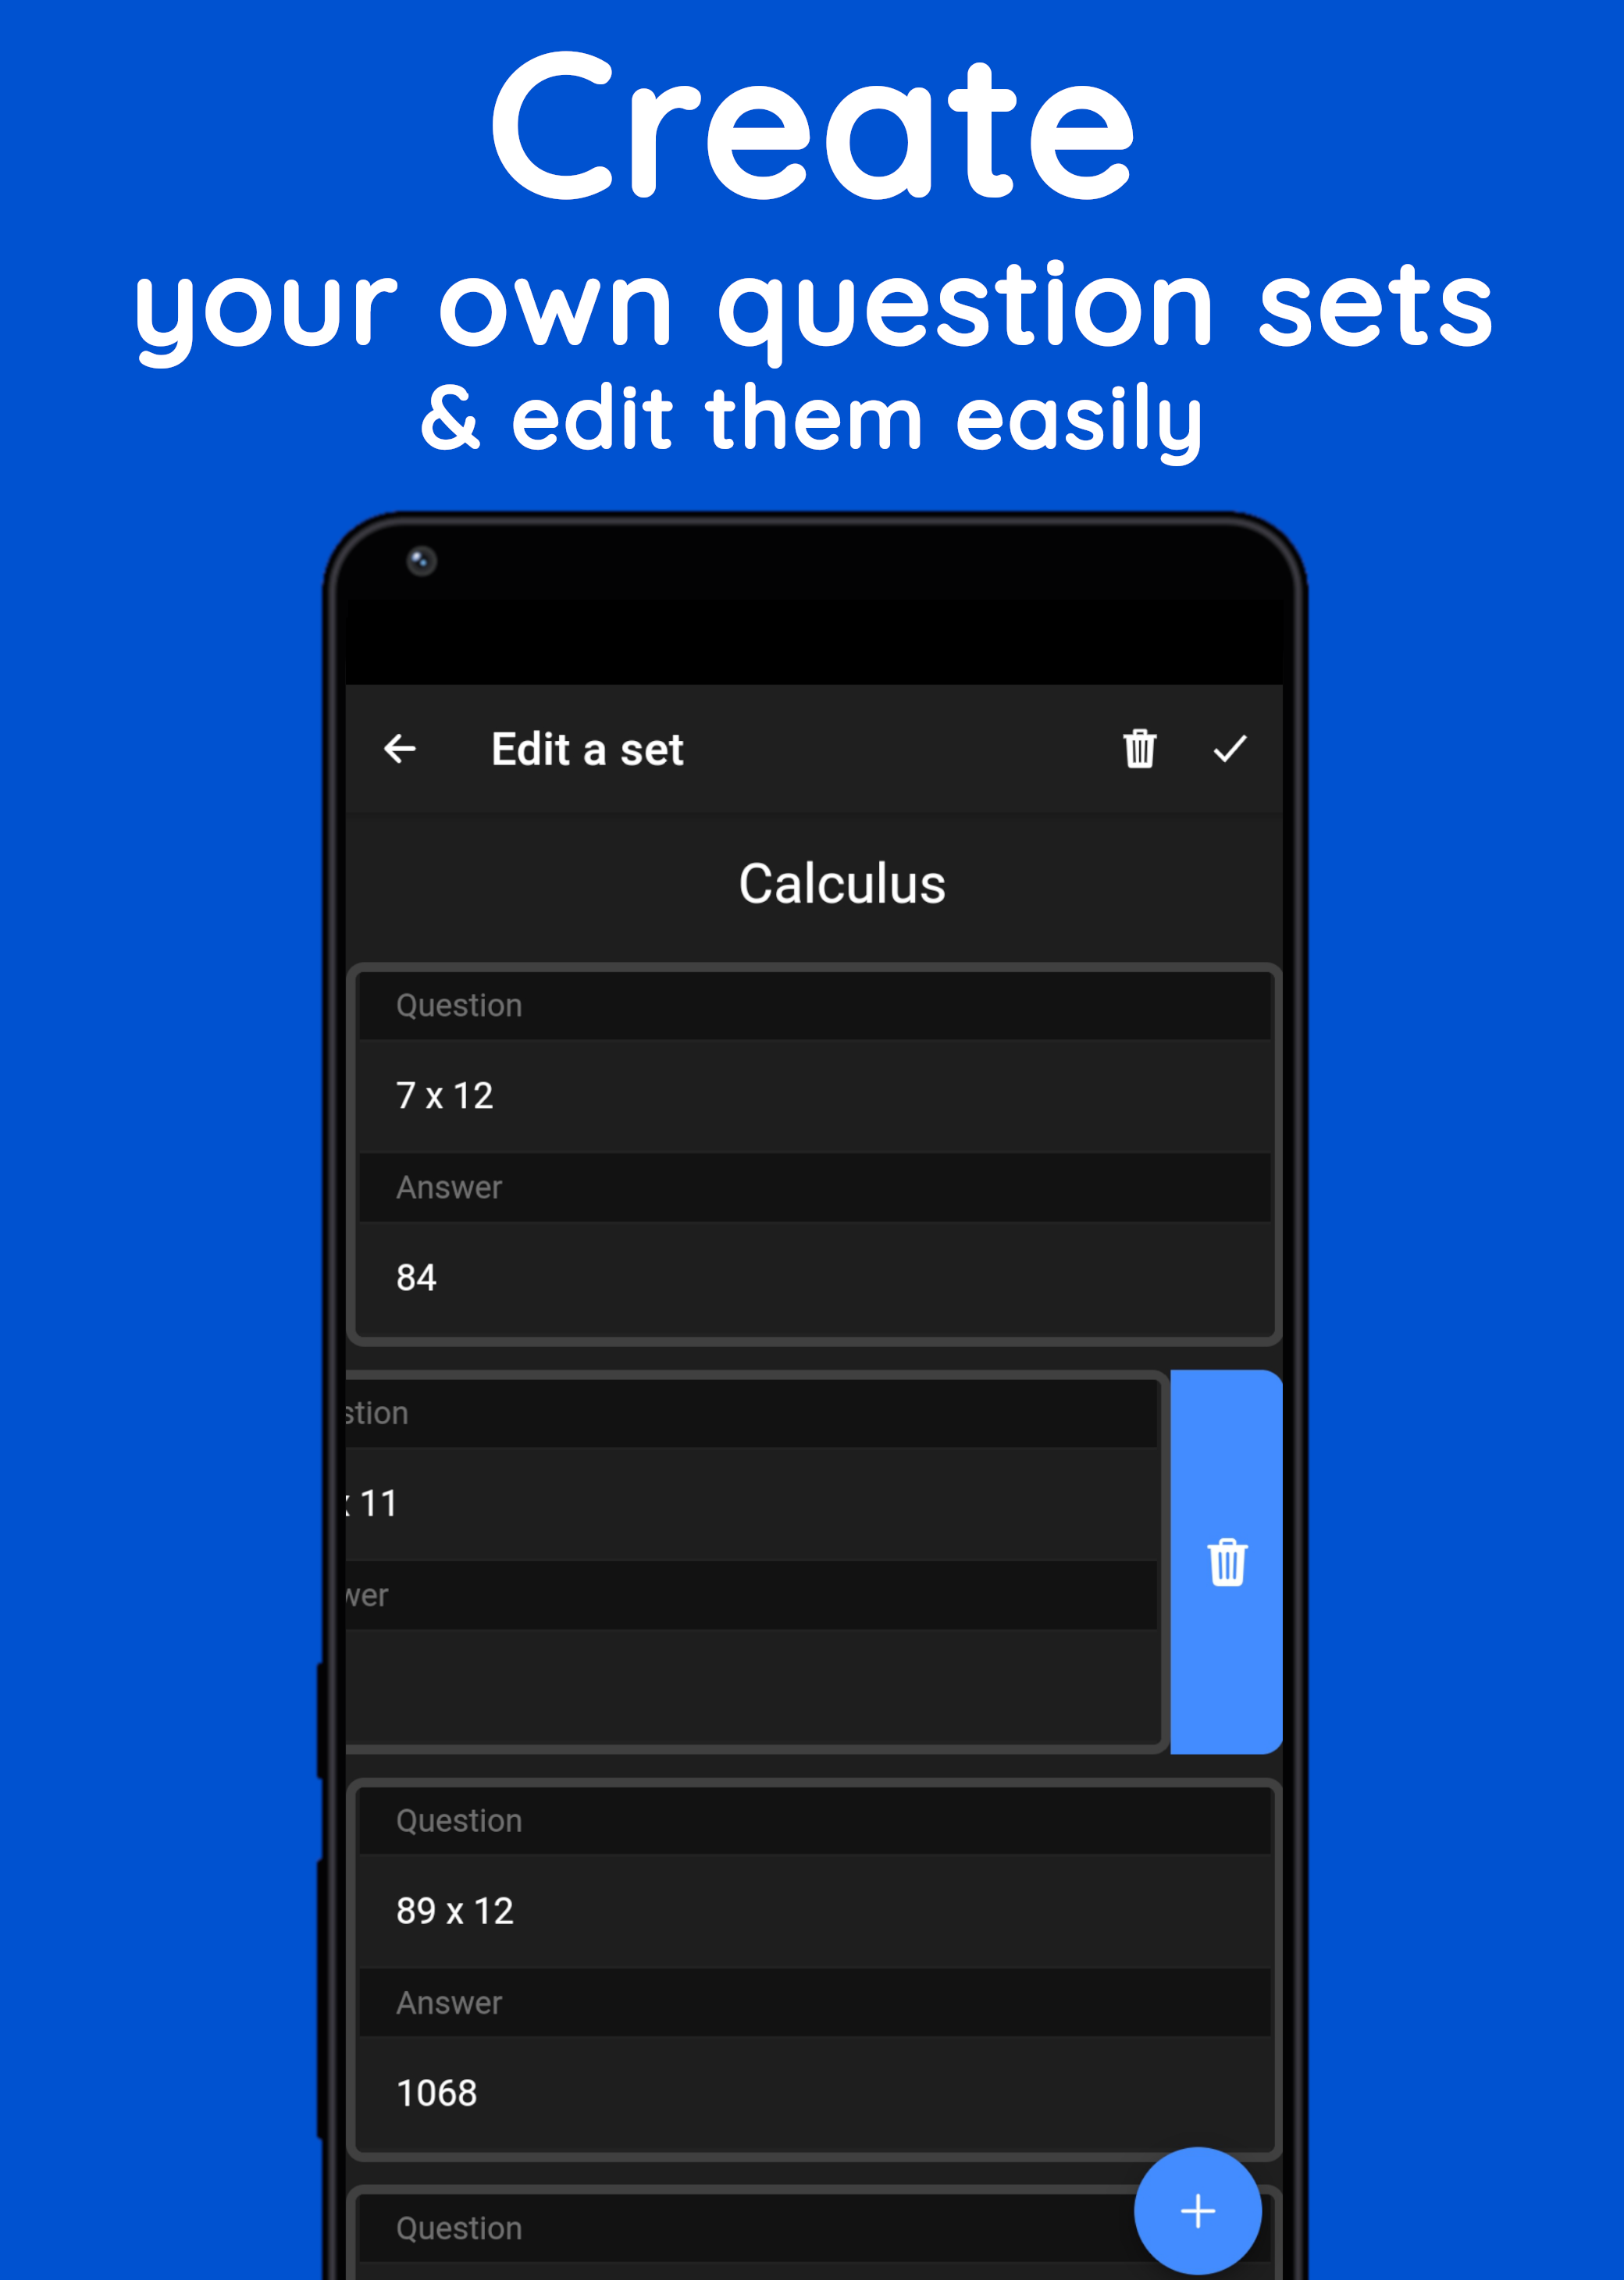 Create
your own question sets
& edit them easily
Edit a set
Calculus
Question
7 x 12
Answer
84
stion
x 11
wer
Question
89 x 12
Answer
1068
Question